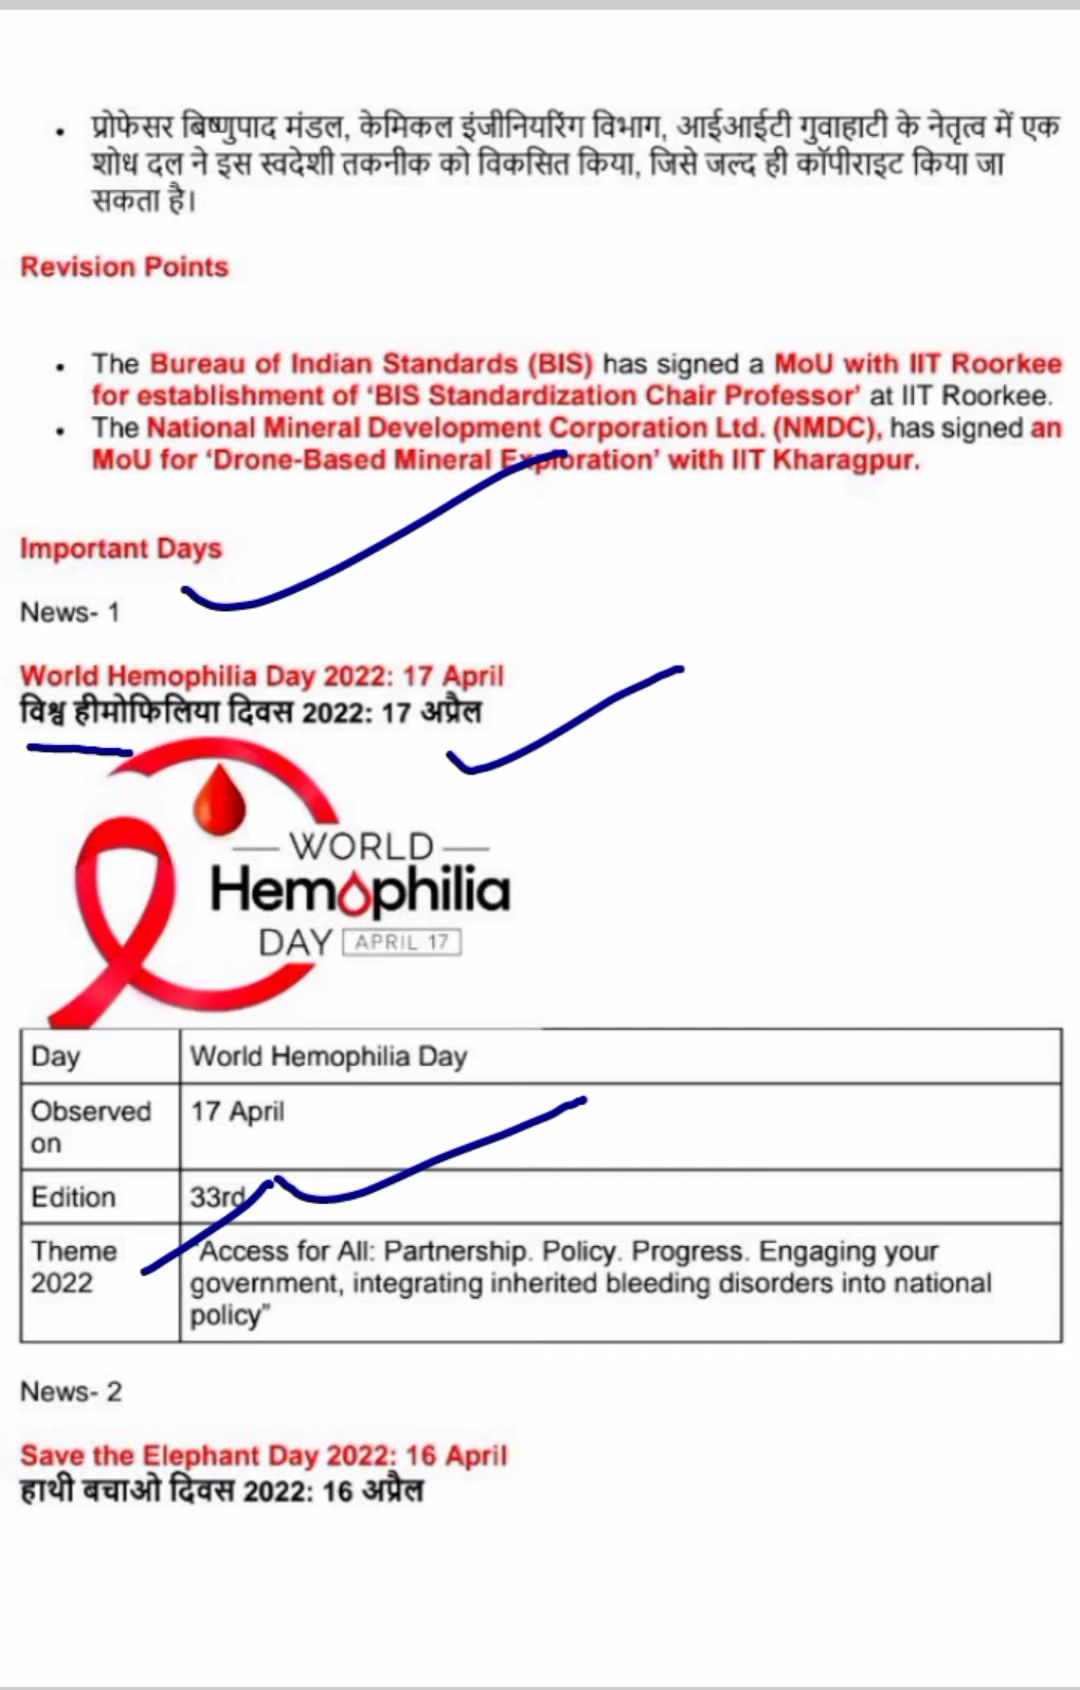 • प्रोफेसर बिष्णुपाद मंडल, केमिकल इंजीनियरिंग विभाग, आईआईटी गुवाहाटी के नेतृत्व में एक
शोध दल ने इस स्वदेशी तकनीक को विकसित किया, जिसे जल्द ही कॉपीराइट किया जा
सकता है।
Revision Points
• The Bureau of Indian Standards (BIS) has signed a MoU with IIT Roorkee
for establishment of ‘BIS Standardization Chair Professor’ at IIT Roorkee.
• The National Mineral Development Corporation Ltd. (NMDC), has signed an
MoU for ‘Drone-Based Mineral Exploration’ with IIT Kharagpur.
Important Days
News- 1
World Hemophilia Day 2022: 17 April
विश्व हीमोफिलिया दिवस 2022: 17 अप्रैल
WORLD
Hemophilia
DAY APRIL 17
Day World Hemophilia Day
Observed 17 April
on
Edition 33rd
Theme “Access for All: Partnership. Policy. Progress. Engaging your
2022 government, integrating inherited bleeding disorders into national
policy”
News- 2
Save the Elephant Day 2022: 16 April
हाथी बचाओ दिवस 2022: 16 अप्रैल